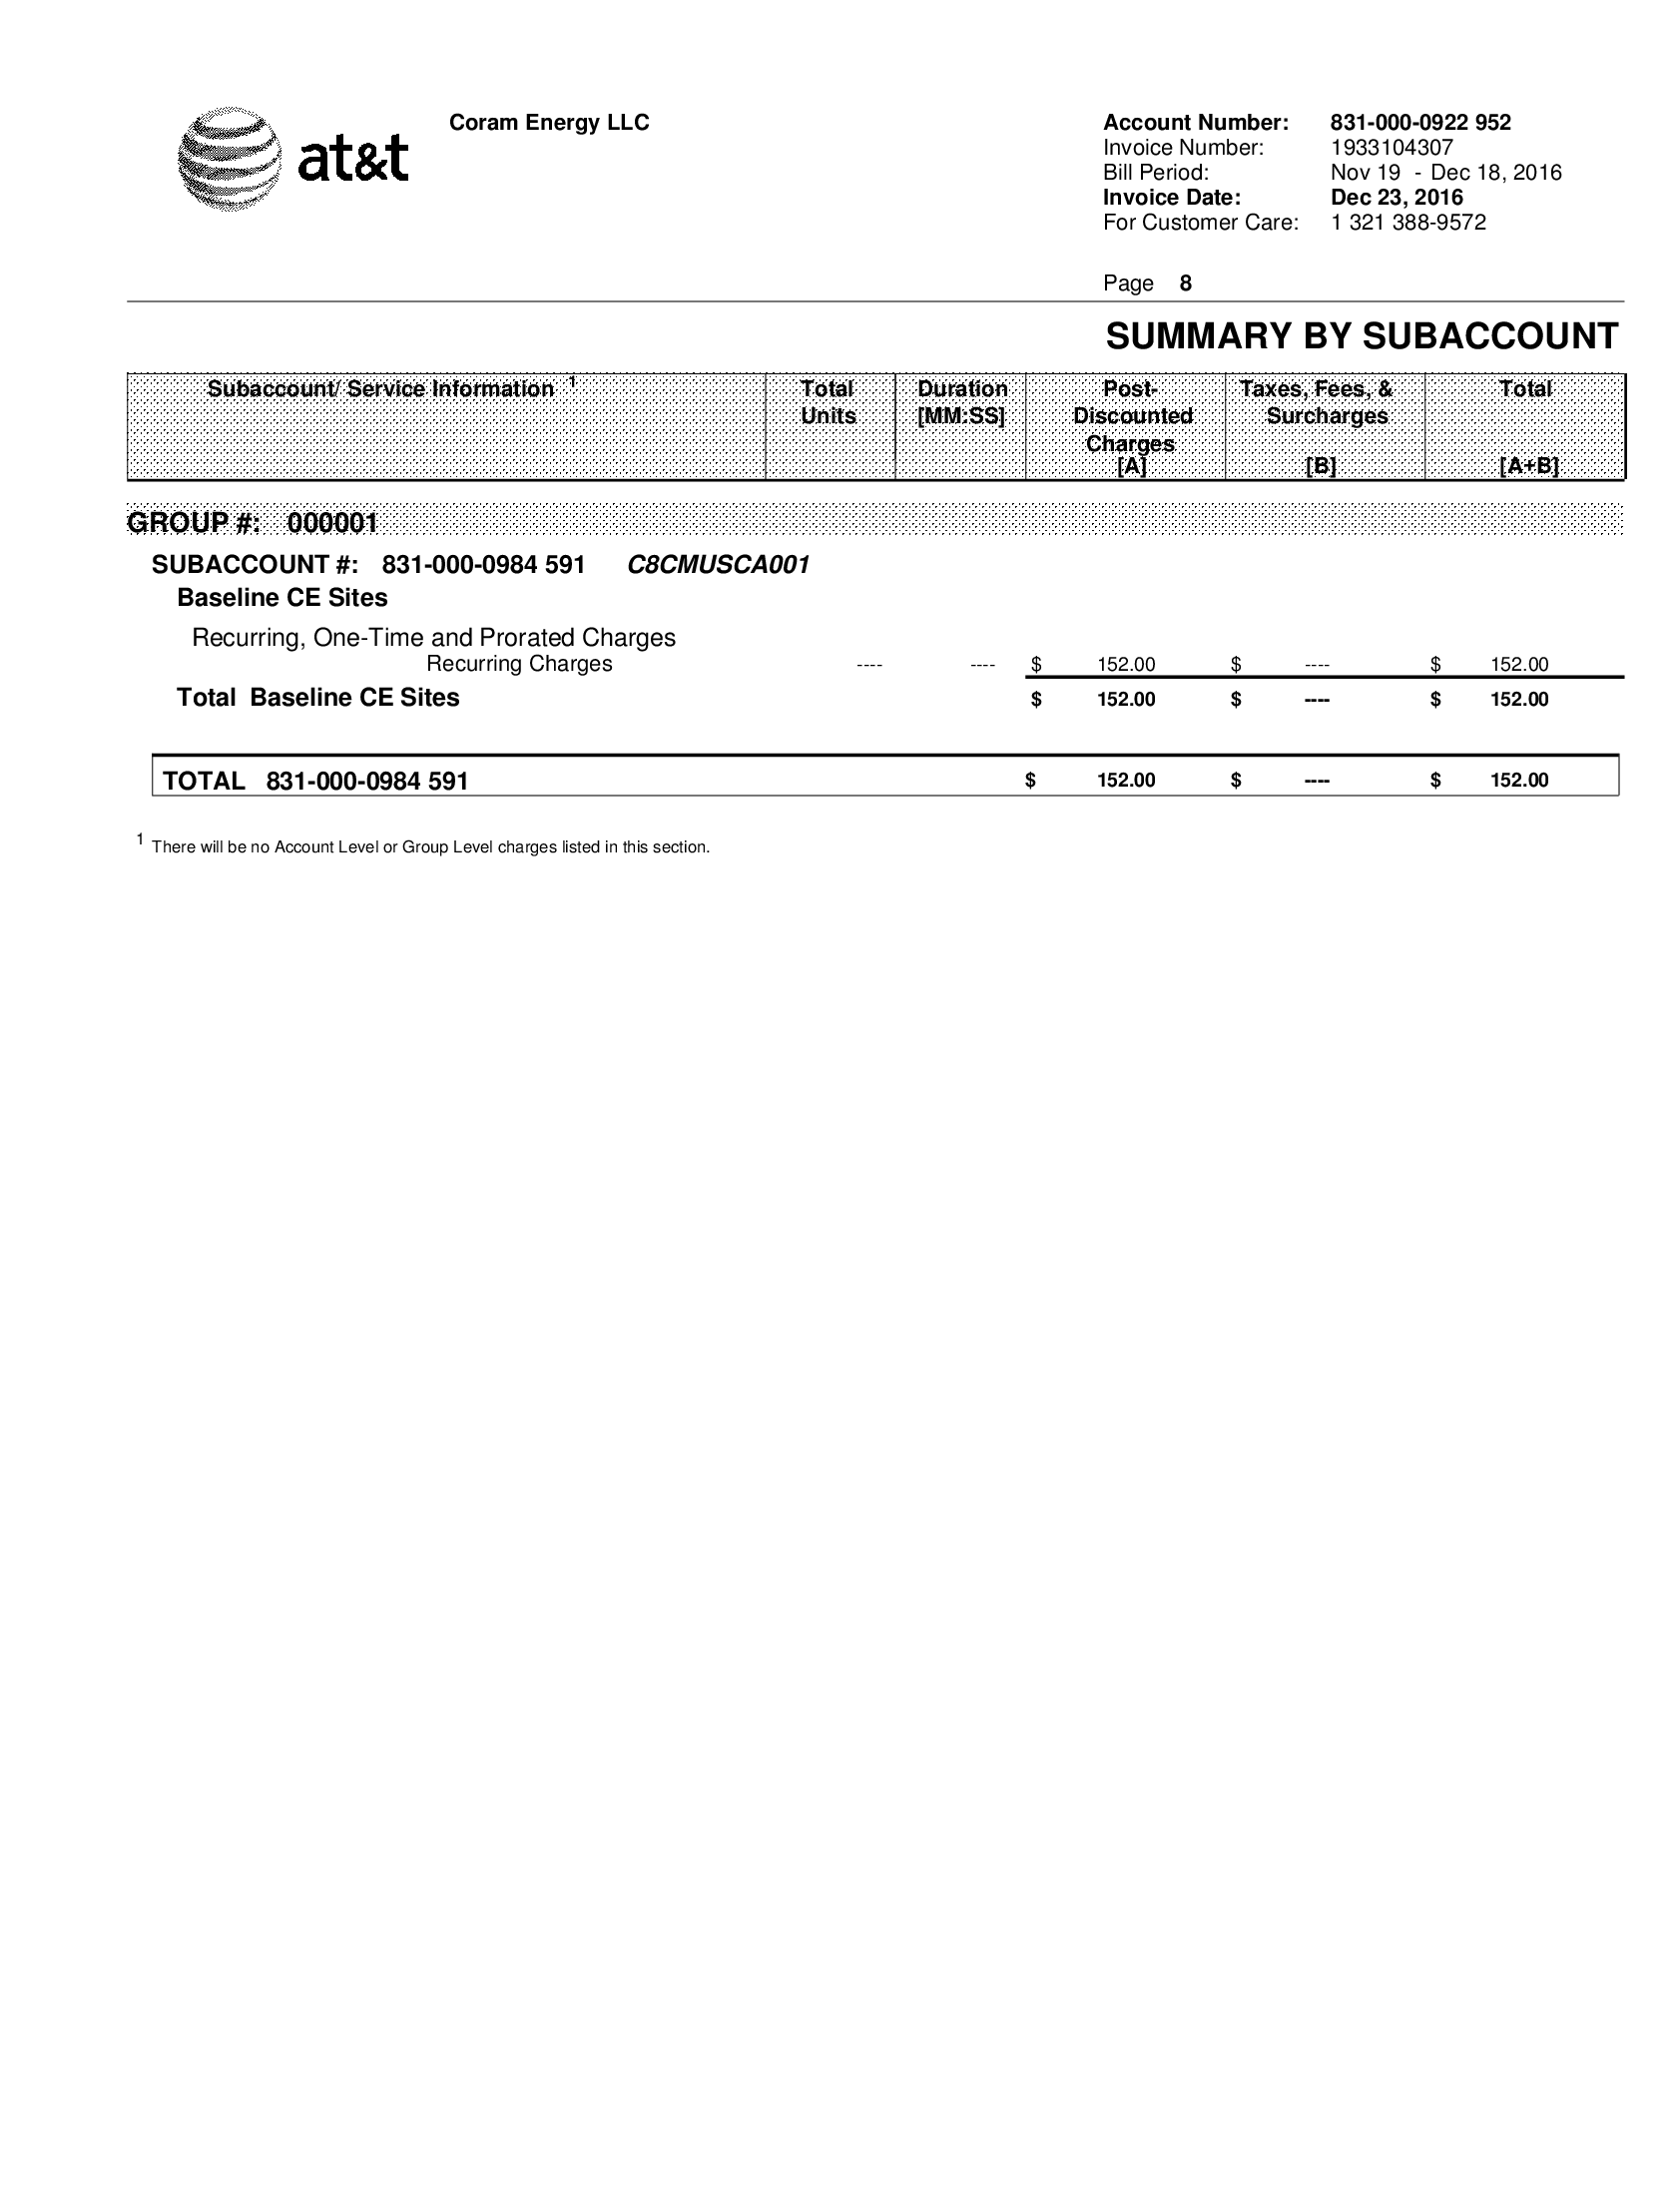 at&t
Coram Energy LLC
Account Number: 831-000-0922 952
Invoice Number: 1933104307
Bill Period: Nov 19 - Dec 18, 2016
Invoice Date: Dec 23, 2016
For Customer Care: 1 321 388-9572
Page 8
SUMMARY BY SUBACCOUNT
Subaccount/ Service Information 1
Total
Units
Duration
[MM:SS]
Post-
Discounted
Charges
[A]
Taxes, Fees, &
Surcharges
[B]
Total
[A+B]
GROUP #: 000001
SUBACCOUNT #: 831-000-0984 591 C8CMUSCA001
Baseline CE Sites
Recurring, One-Time and Prorated Charges
Recurring Charges ---- ---- $ 152.00 $ ---- $ 152.00
Total Baseline CE Sites $ 152.00 $ ---- $ 152.00
TOTAL 831-000-0984 591 $ 152.00 $ ---- $ 152.00
1 There will be no Account Level or Group Level charges listed in this section.